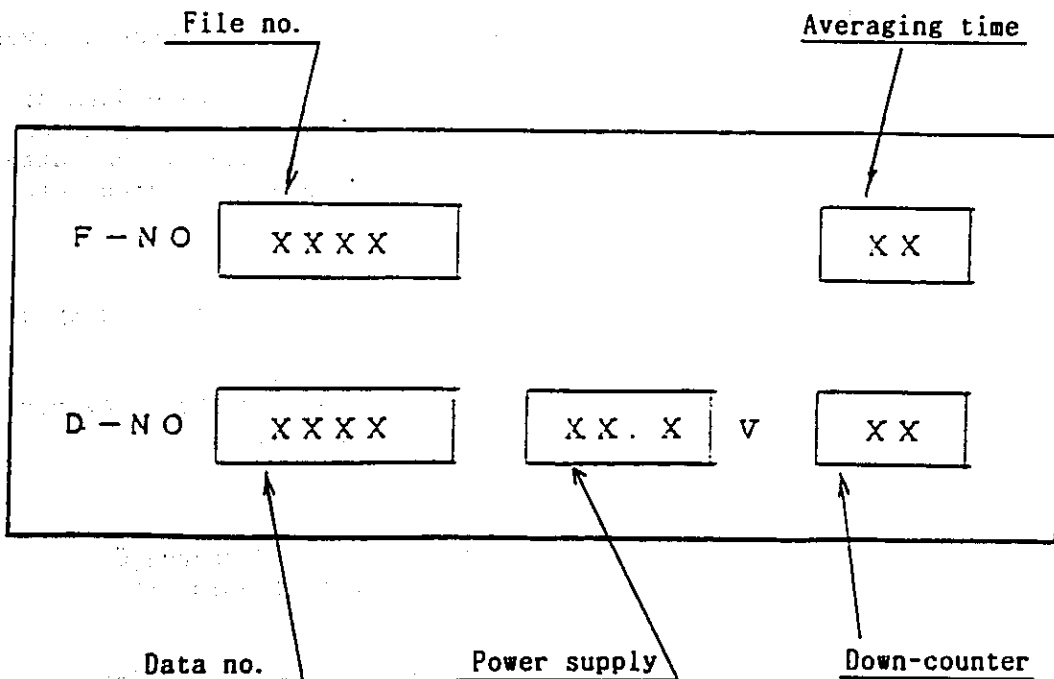 File no. Averaging time
F-NO XXXX XX
D-NO XXXX XX.X V XX
Data no. Power supply Down-counter